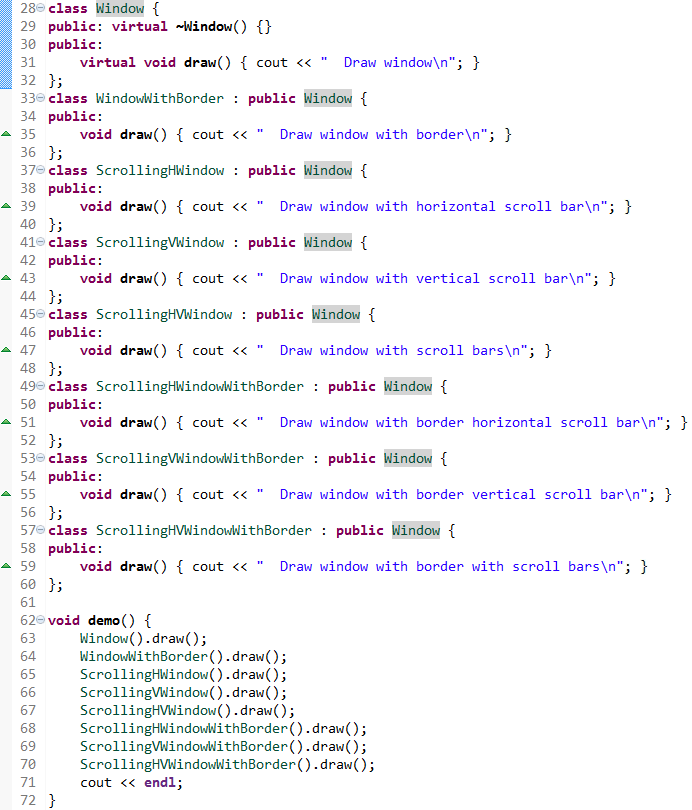 28 class Window {
29 public: virtual ~Window() {}
30 public:
31     virtual void draw() { cout << "  Draw window\n"; }
32 };
33 class WindowWithBorder : public Window {
34 public:
35     void draw() { cout << "  Draw window with border\n"; }
36 };
37 class ScrollingHWindow : public Window {
38 public:
39     void draw() { cout << "  Draw window with horizontal scroll bar\n"; }
40 };
41 class ScrollingVWindow : public Window {
42 public:
43     void draw() { cout << "  Draw window with vertical scroll bar\n"; }
44 };
45 class ScrollingHVWindow : public Window {
46 public:
47     void draw() { cout << "  Draw window with scroll bars\n"; }
48 };
49 class ScrollingHWindowWithBorder : public Window {
50 public:
51     void draw() { cout << "  Draw window with border horizontal scroll bar\n"; }
52 };
53 class ScrollingVWindowWithBorder : public Window {
54 public:
55     void draw() { cout << "  Draw window with border vertical scroll bar\n"; }
56 };
57 class ScrollingHVWindowWithBorder : public Window {
58 public:
59     void draw() { cout << "  Draw window with border with scroll bars\n"; }
60 };
61
62 void demo() {
63     Window().draw();
64     WindowWithBorder().draw();
65     ScrollingHWindow().draw();
66     ScrollingVWindow().draw();
67     ScrollingHVWindow().draw();
68     ScrollingHWindowWithBorder().draw();
69     ScrollingVWindowWithBorder().draw();
70     ScrollingHVWindowWithBorder().draw();
71     cout << endl;
72 }